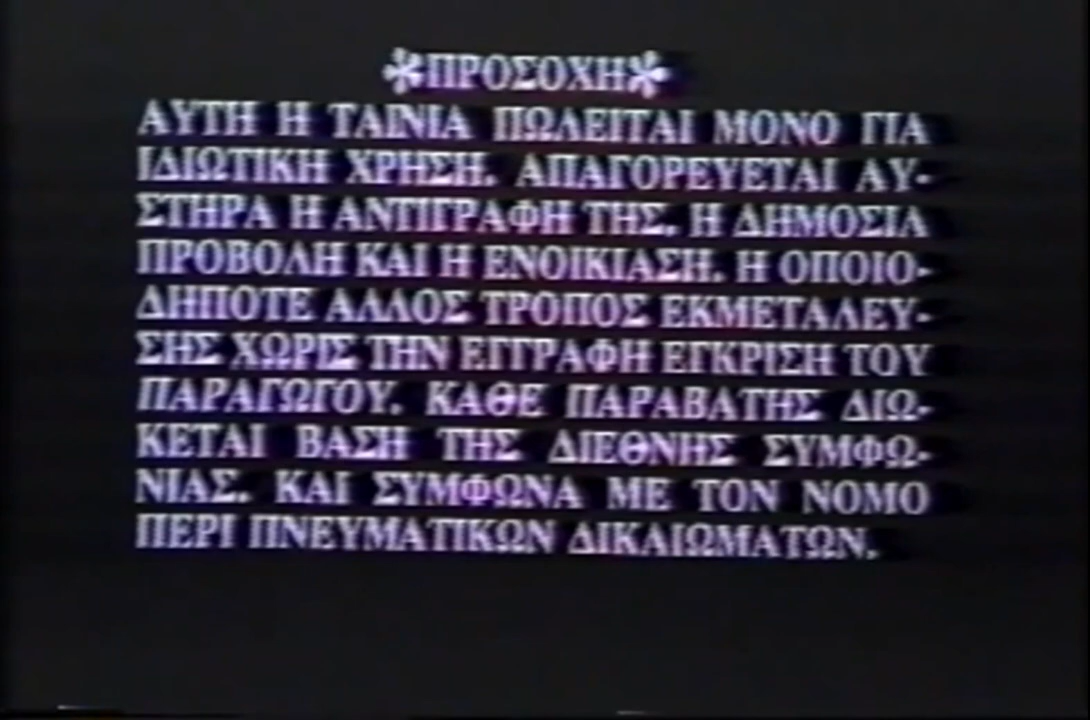 *ΠΡΟΣΟΧΗ*
ΑΥΤΗ Η ΤΑΙΝΙΑ ΠΩΛΕΙΤΑΙ ΜΟΝΟ ΓΙΑ
ΙΔΙΩΤΙΚΗ ΧΡΗΣΗ. ΑΠΑΓΟΡΕΥΕΤΑΙ ΑΥ-
ΣΤΗΡΑ Η ΑΝΤΙΓΡΑΦΗ ΤΗΣ, Η ΔΗΜΟΣΙΑ
ΠΡΟΒΟΛΗ ΚΑΙ Η ΕΝΟΙΚΙΑΣΗ, Η ΟΠΟΙΟ-
ΔΗΠΟΤΕ ΑΛΛΟΣ ΤΡΟΠΟΣ ΕΚΜΕΤΑΛΕΥ-
ΣΗΣ ΧΩΡΙΣ ΤΗΝ ΕΓΓΡΑΦΗ ΕΓΚΡΙΣΗ ΤΟΥ
ΠΑΡΑΓΩΓΟΥ. ΚΑΘΕ ΠΑΡΑΒΑΤΗΣ ΔΙΩ-
ΚΕΤΑΙ ΒΑΣΗ ΤΗΣ ΔΙΕΘΝΗΣ ΣΥΜΦΩ-
ΝΙΑΣ, ΚΑΙ ΣΥΜΦΩΝΑ ΜΕ ΤΟΝ ΝΟΜΟ
ΠΕΡΙ ΠΝΕΥΜΑΤΙΚΩΝ ΔΙΚΑΙΩΜΑΤΩΝ.